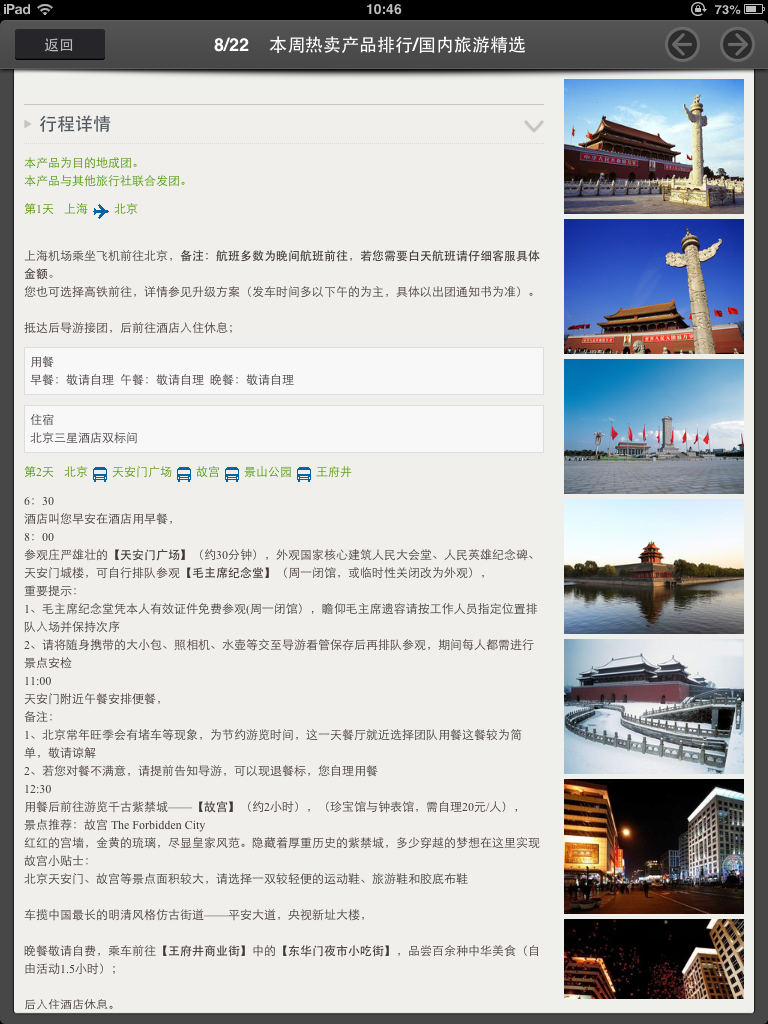 iPad
10:46
73%
返回
8/22 本周热卖产品排行/国内旅游精选
行程详情
本产品为目的地成团。
本产品与其他旅行社联合发团。
第1天 上海 北京
上海机场乘坐飞机前往北京，备注：航班多数为晚间航班前往，若您需要白天航班请仔细客服具体
金额。
您也可选择高铁前往，详情参见升级方案（发车时间多以下午的为主，具体以出团通知书为准）。
抵达后导游接团，后前往酒店入住休息；
用餐
早餐：敬请自理 午餐：敬请自理 晚餐：敬请自理
住宿
北京三星酒店双标间
第2天 北京 天安门广场 故宫 景山公园 王府井
6：30
酒店叫您早安在酒店用早餐，
8：00
参观庄严雄壮的【天安门广场】（约30分钟），外观国家核心建筑人民大会堂、人民英雄纪念碑、
天安门城楼，可自行排队参观【毛主席纪念堂】（周一闭馆，或临时性关闭改为外观），
重要提示：
1、毛主席纪念堂凭本人有效证件免费参观(周一闭馆），瞻仰毛主席遗容请按工作人员指定位置排
队入场并保持次序
2、请将随身携带的大小包、照相机、水壶等交至导游看管保存后再排队参观，期间每人都需进行
景点安检
11:00
天安门附近午餐安排便餐，
备注：
1、北京常年旺季会有堵车等现象，为节约游览时间，这一天餐厅就近选择团队用餐这餐较为简
单，敬请谅解
2、若您对餐不满意，请提前告知导游，可以现退餐标，您自理用餐
12:30
用餐后前往游览千古紫禁城——【故宫】（约2小时），（珍宝馆与钟表馆，需自理20元/人），
景点推荐：故宫 The Forbidden City
红红的宫墙，金黄的琉璃，尽显皇家风范。隐藏着厚重历史的紫禁城，多少穿越的梦想在这里实现
故宫小贴士：
北京天安门、故宫等景点面积较大，请选择一双较轻便的运动鞋、旅游鞋和胶底布鞋
车揽中国最长的明清风格仿古街道——平安大道，央视新址大楼，
晚餐敬请自费，乘车前往【王府井商业街】中的【东华门夜市小吃街】，品尝百余种中华美食（自
由活动1.5小时）；
后入住酒店休息。